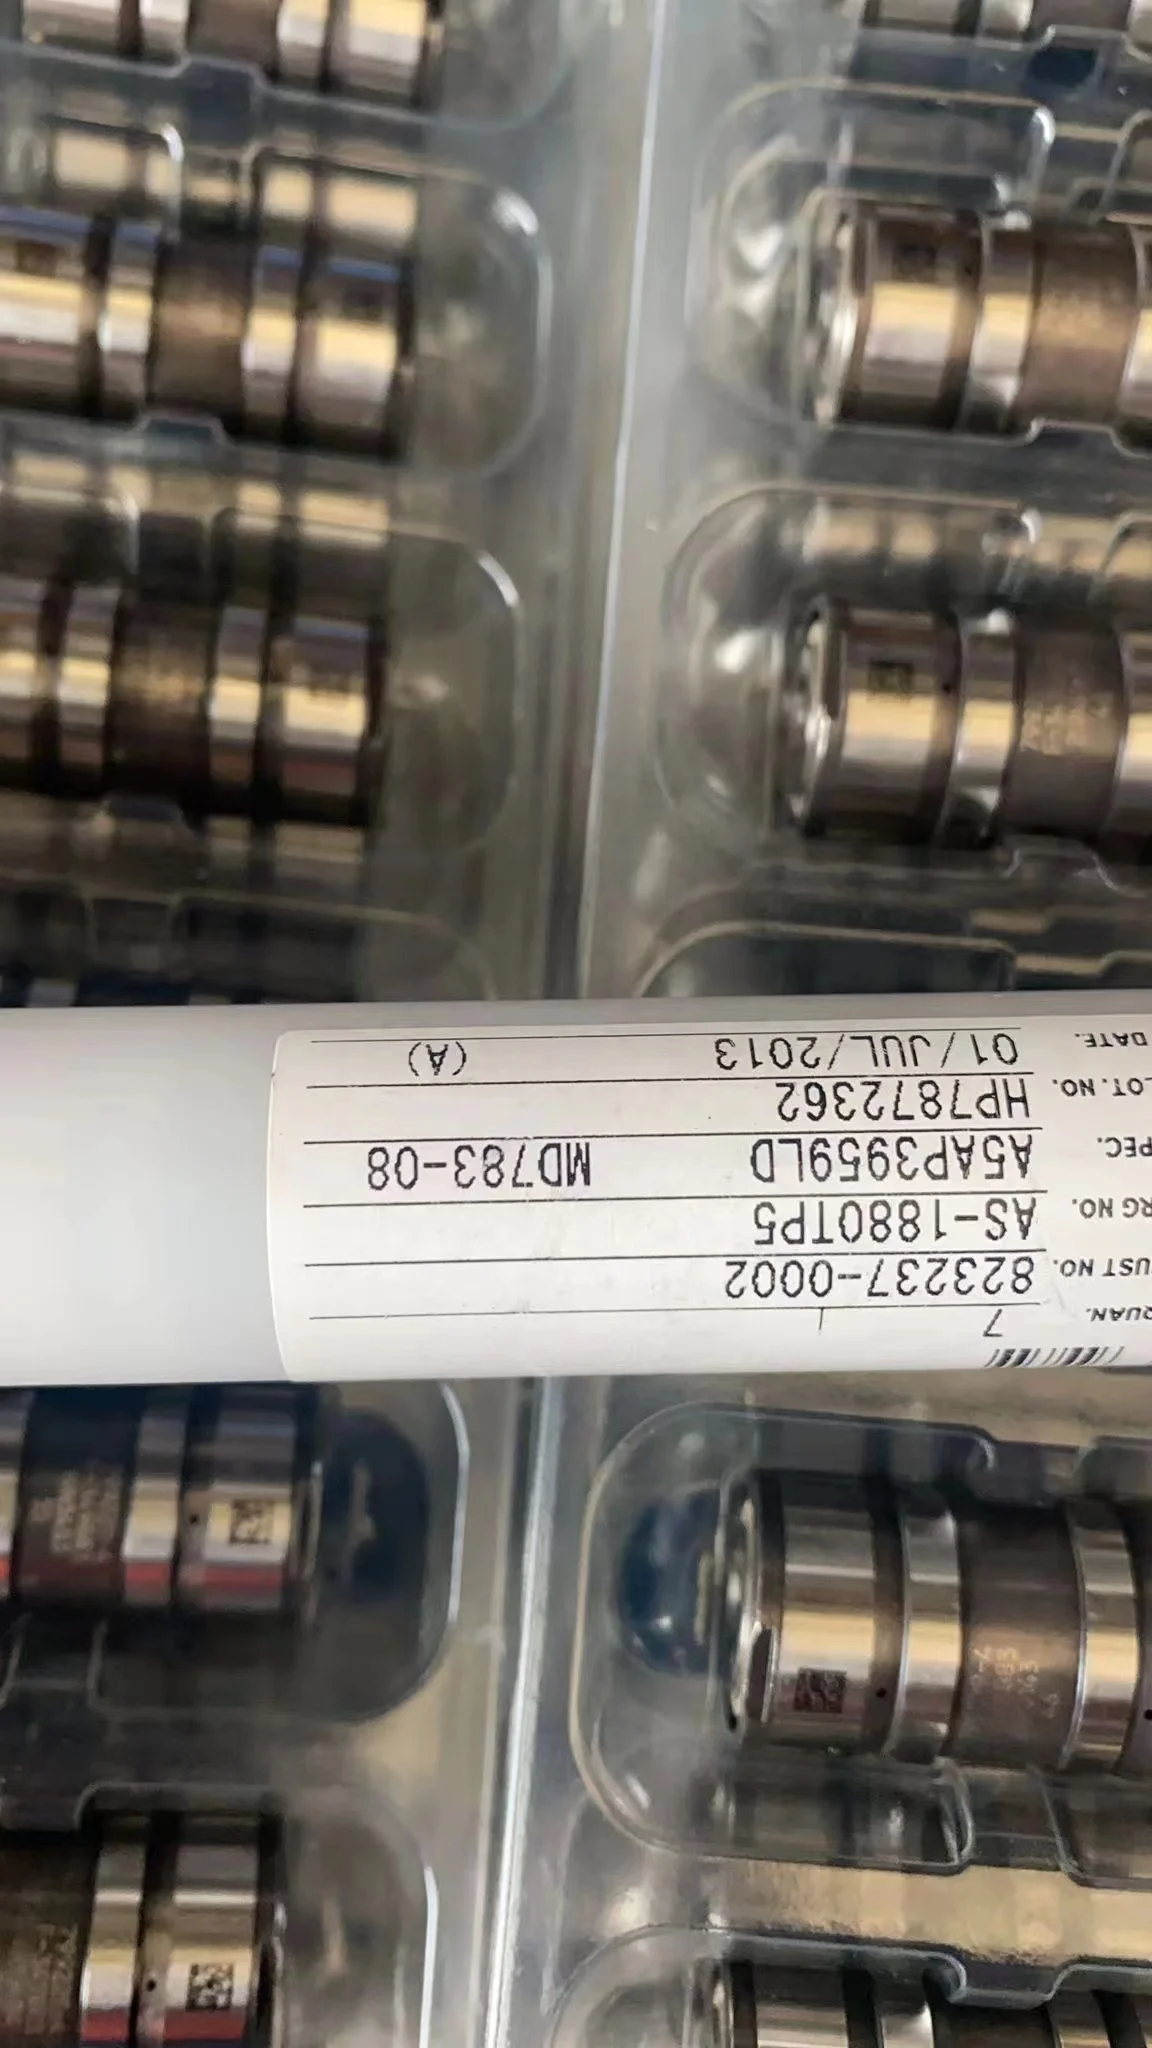 QUAN. 7
UST NO. 823237-0002
RG NO. AS-1880TP5
PEC. A5AP3959LD MD783-08
LOT. NO. HP7872362
DATE. 01/JUL/2013 (A)